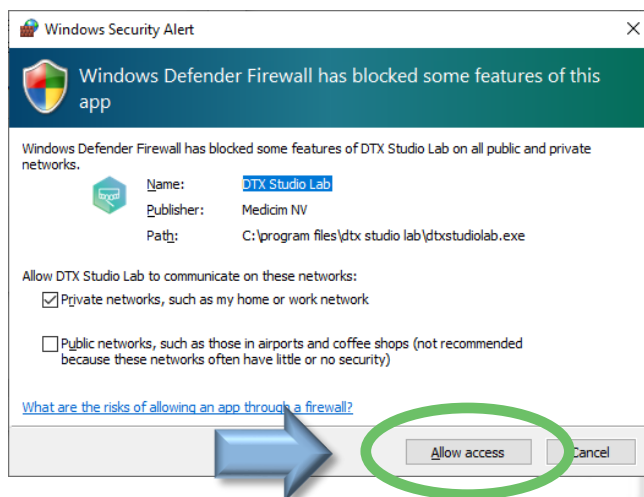 Windows Security Alert
Windows Defender Firewall has blocked some features of this
app
Windows Defender Firewall has blocked some features of DTX Studio Lab on all public and private
networks.
Name: DTX Studio Lab
Publisher: Medicim NV
Path: C:\program files\dtx studio lab\dtxstudiolab.exe
Allow DTX Studio Lab to communicate on these networks:
Private networks, such as my home or work network
Public networks, such as those in airports and coffee shops (not recommended
because these networks often have little or no security)
What are the risks of allowing an app through a firewall?
Allow access
Cancel